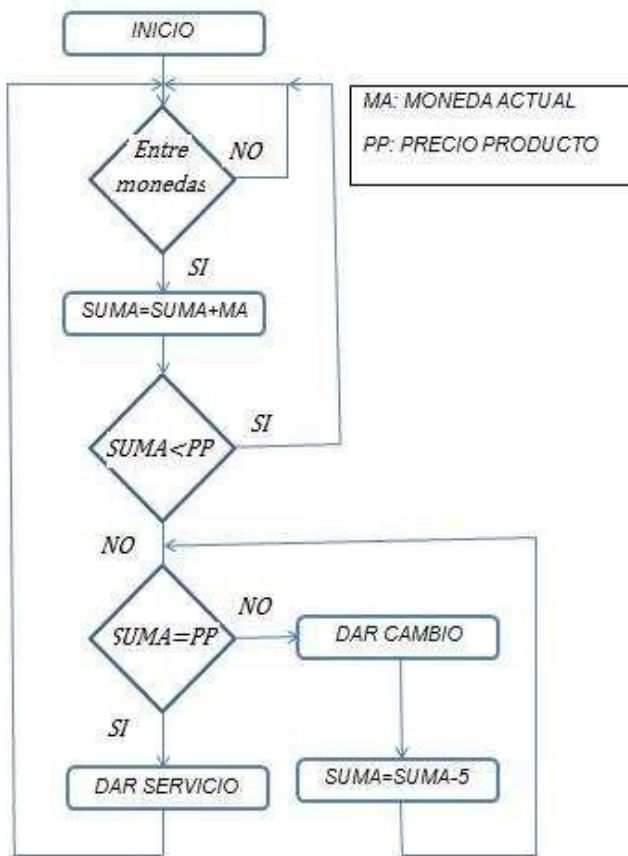 INICIO
MA: MONEDA ACTUAL
PP: PRECIO PRODUCTO
Entre
monedas
NO
SI
SUMA=SUMA+MA
SUMA<PP
SI
NO
SUMA=PP
NO
DAR CAMBIO
SI
DAR SERVICIO
SUMA=SUMA-5